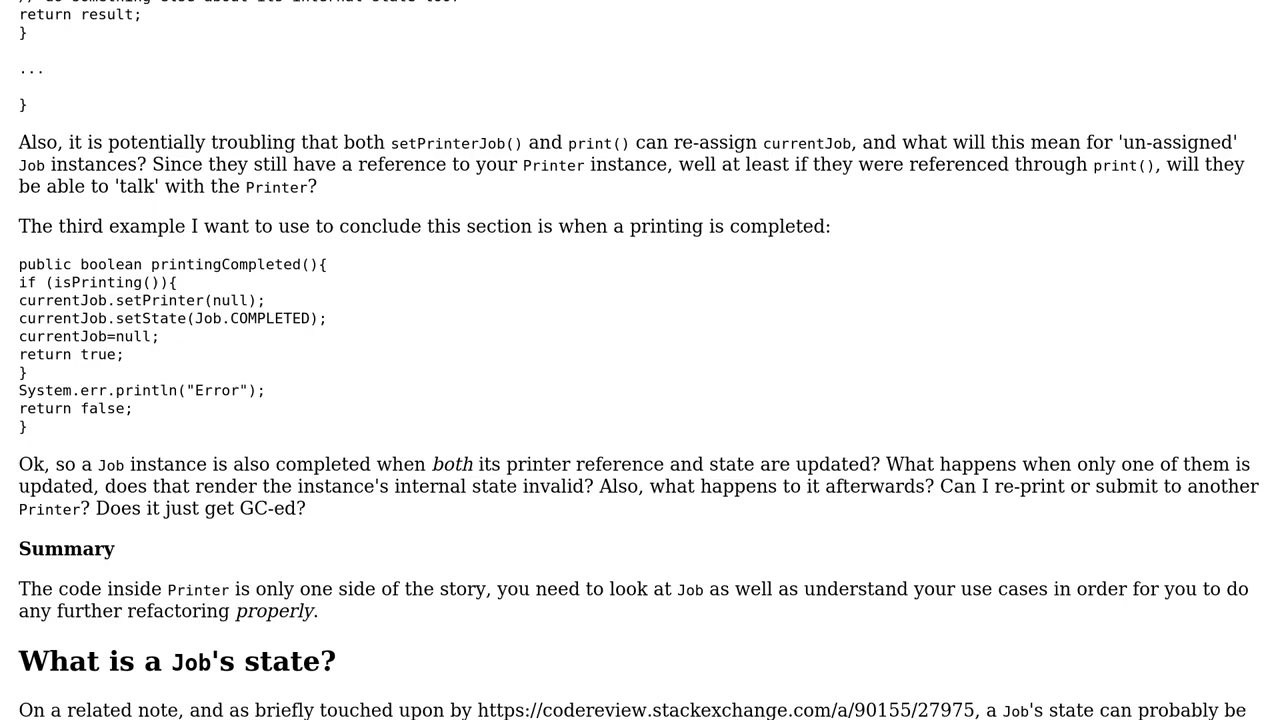 return result;
}
...
}
Also, it is potentially troubling that both setPrinterJob() and print() can re-assign currentJob, and what will this mean for 'un-assigned'
Job instances? Since they still have a reference to your Printer instance, well at least if they were referenced through print(), will they
be able to 'talk' with the Printer?
The third example I want to use to conclude this section is when a printing is completed:
public boolean printingCompleted(){
if (isPrinting()){
currentJob.setPrinter(null);
currentJob.setState(Job.COMPLETED);
currentJob=null;
return true;
}
System.err.println("Error");
return false;
}
Ok, so a Job instance is also completed when both its printer reference and state are updated? What happens when only one of them is
updated, does that render the instance's internal state invalid? Also, what happens to it afterwards? Can I re-print or submit to another
Printer? Does it just get GC-ed?
Summary
The code inside Printer is only one side of the story, you need to look at Job as well as understand your use cases in order for you to do
any further refactoring properly.
What is a Job's state?
On a related note, and as briefly touched upon by https://codereview.stackexchange.com/a/90155/27975, a Job's state can probably be